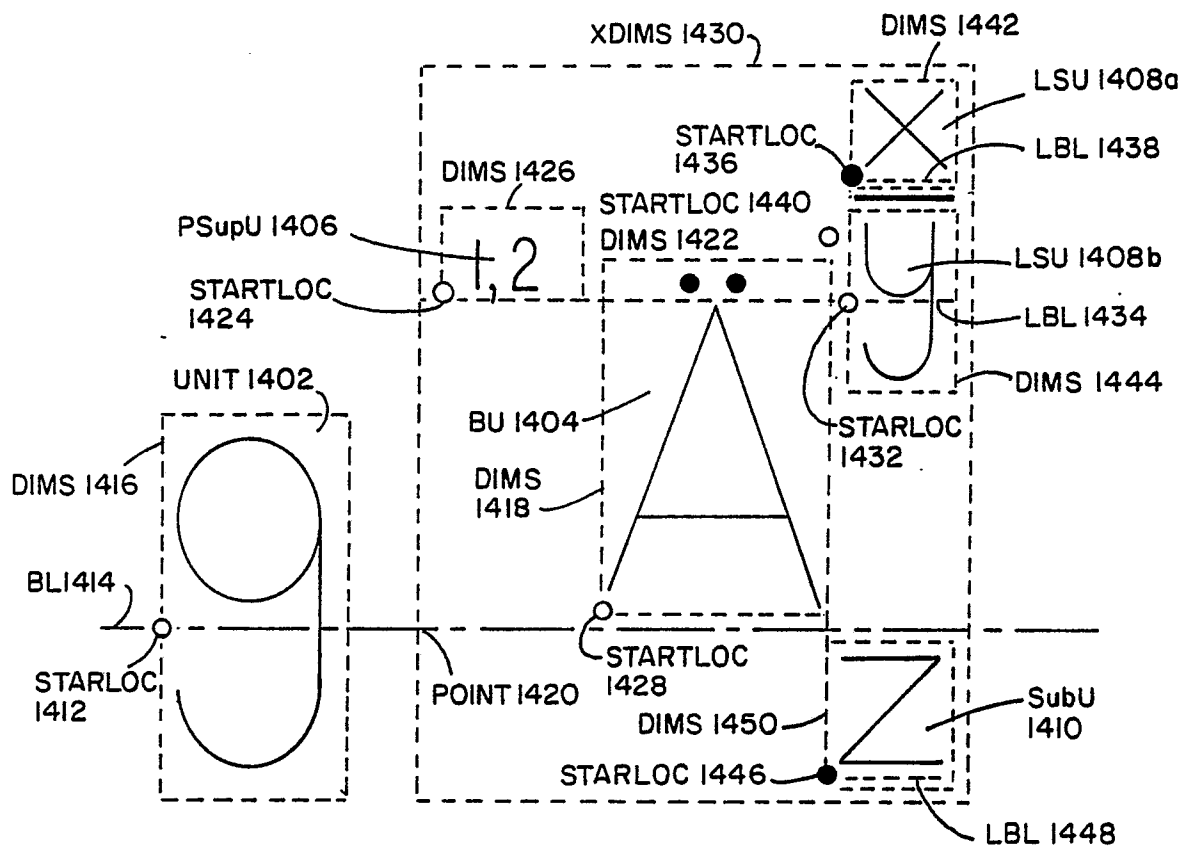 XDIMS 1430
DIMS 1442
LSU 1408a
X
STARTLOC
1436
LBL 1438
DIMS 1426
STARTLOC 1440
PSupU 1406
1,2
DIMS 1422
y
LSU 1408b
STARTLOC
1424
LBL 1434
UNIT 1402
DIMS 1444
BU 1404
Ä
STARLOC
1432
DIMS 1416
g
DIMS
1418
BL1414
STARLOC
1412
POINT 1420
STARTLOC
1428
Z
SubU
1410
DIMS 1450
STARLOC 1446
LBL 1448